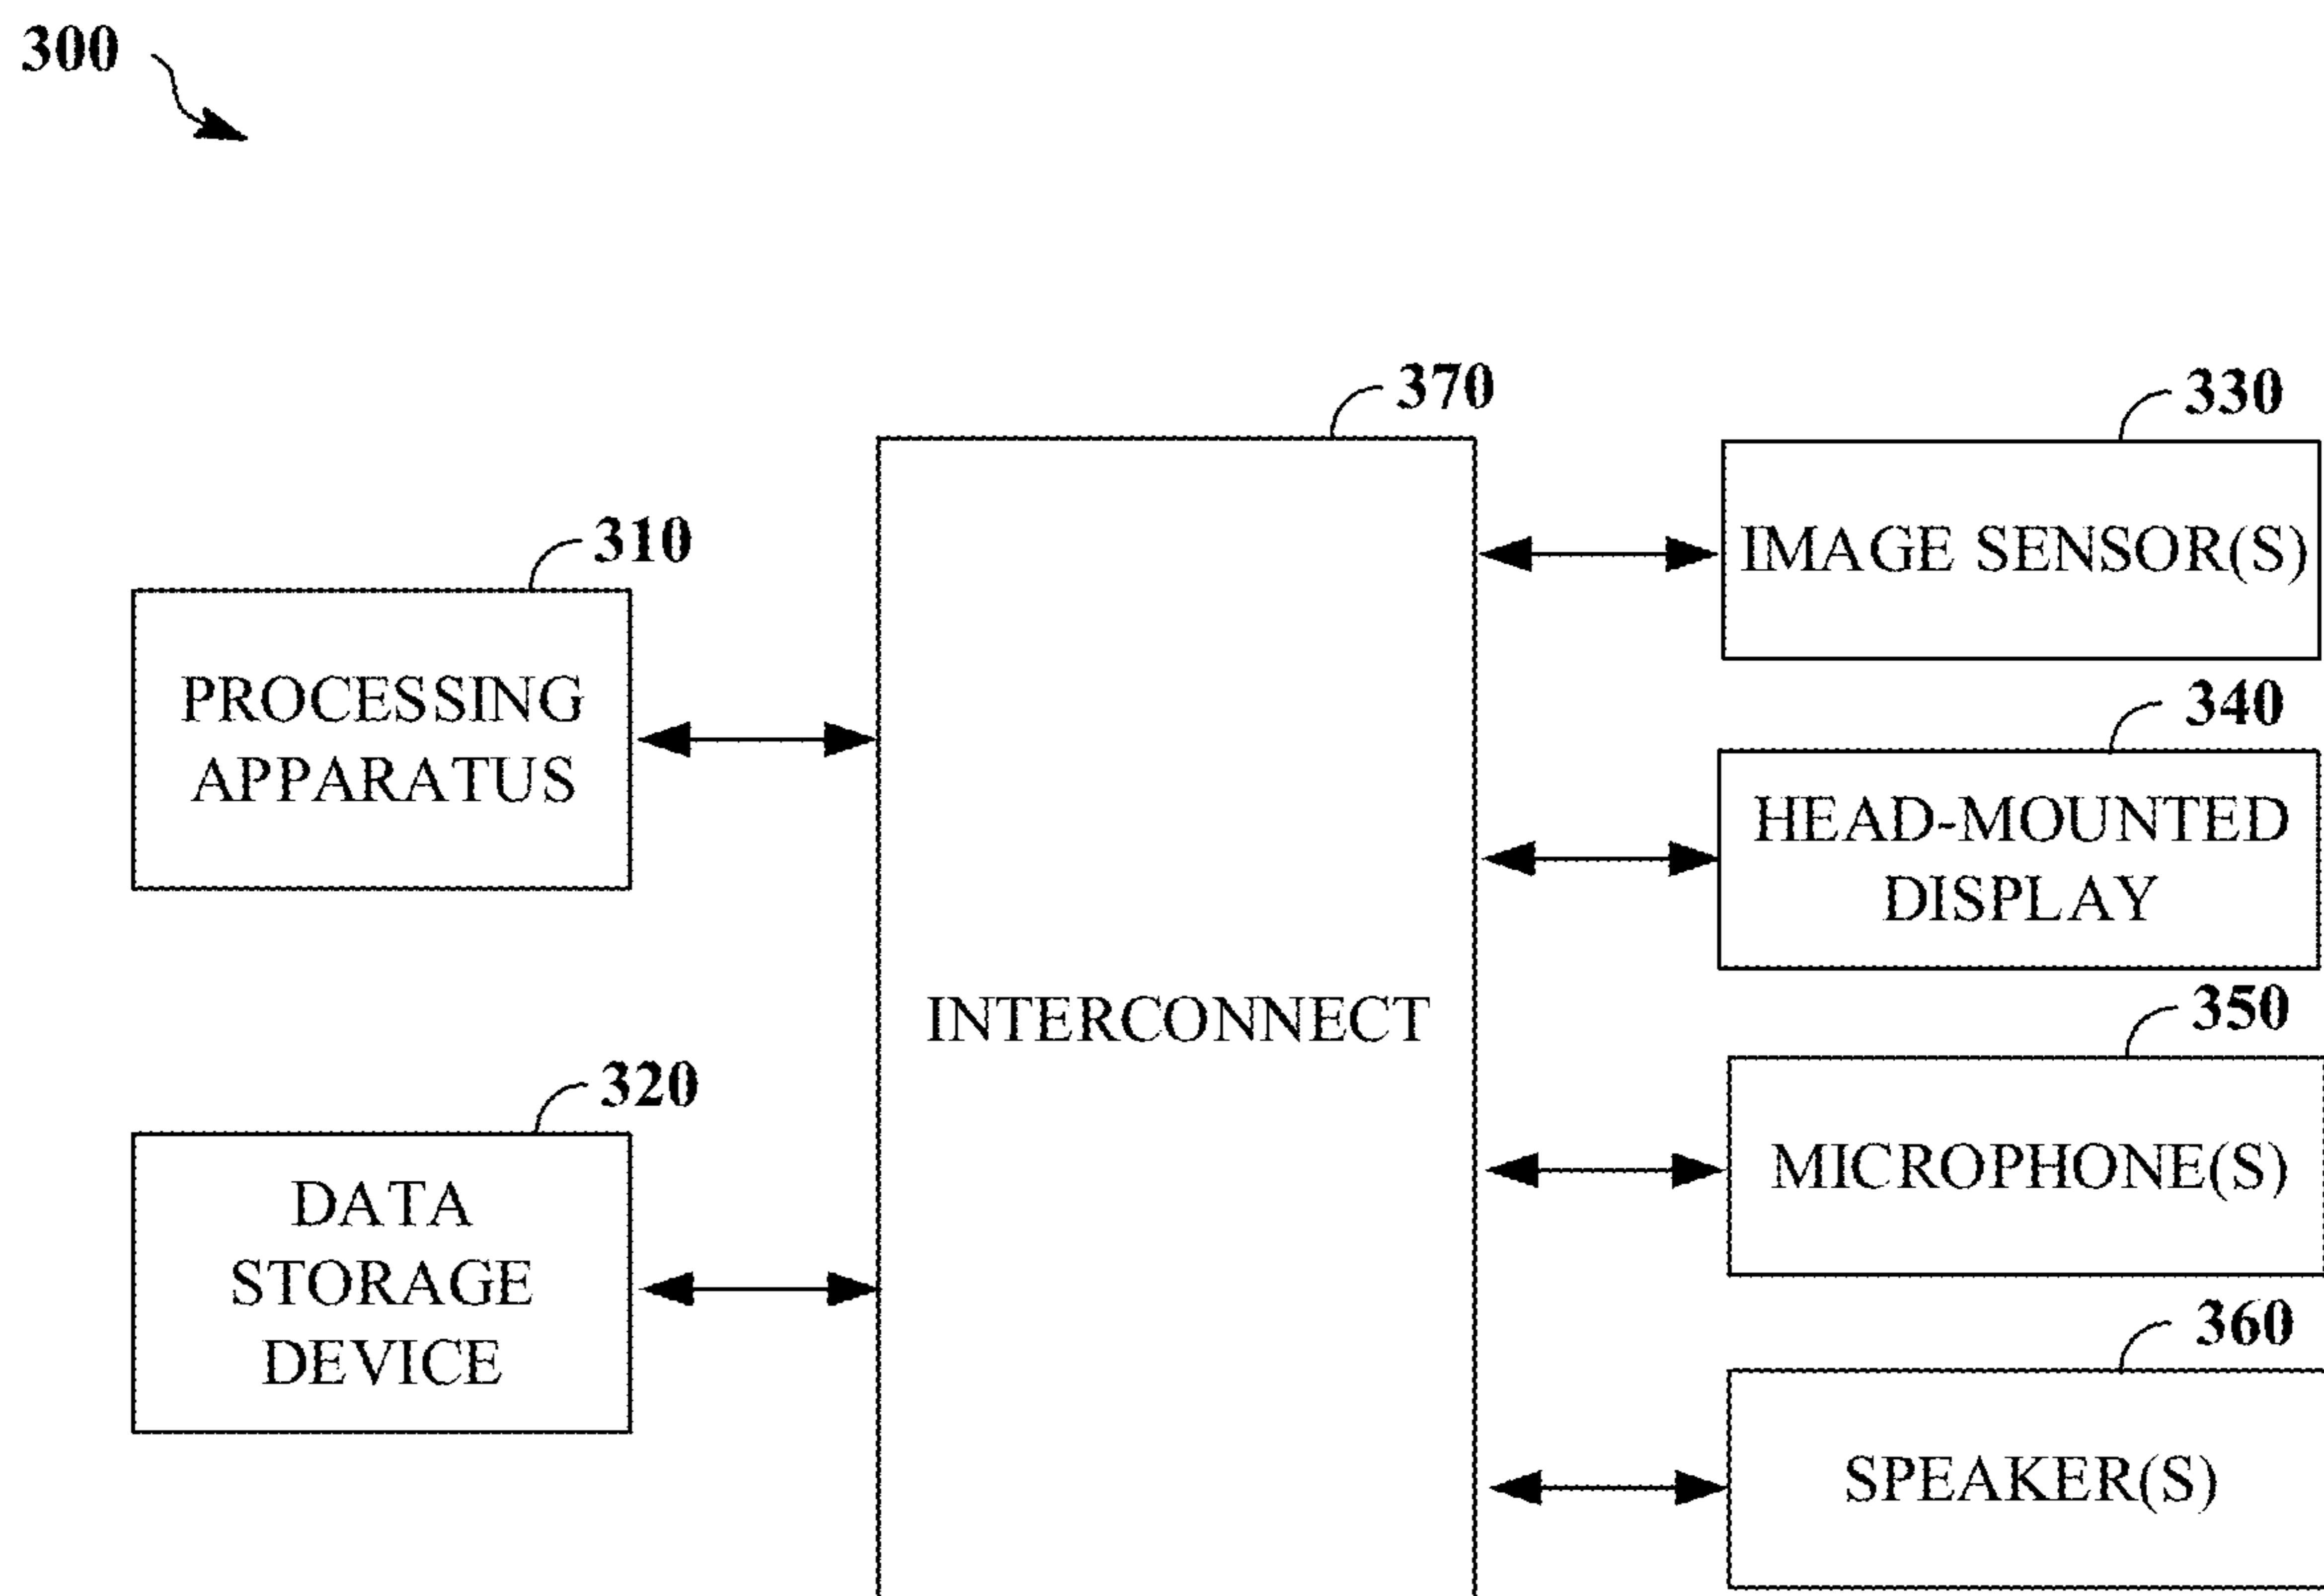 300
370
330
310
IMAGE SENSOR(S)
PROCESSING
APPARATUS
340
HEAD-MOUNTED
DISPLAY
INTERCONNECT
350
320
MICROPHONE(S)
DATA
STORAGE
DEVICE
360
SPEAKER(S)